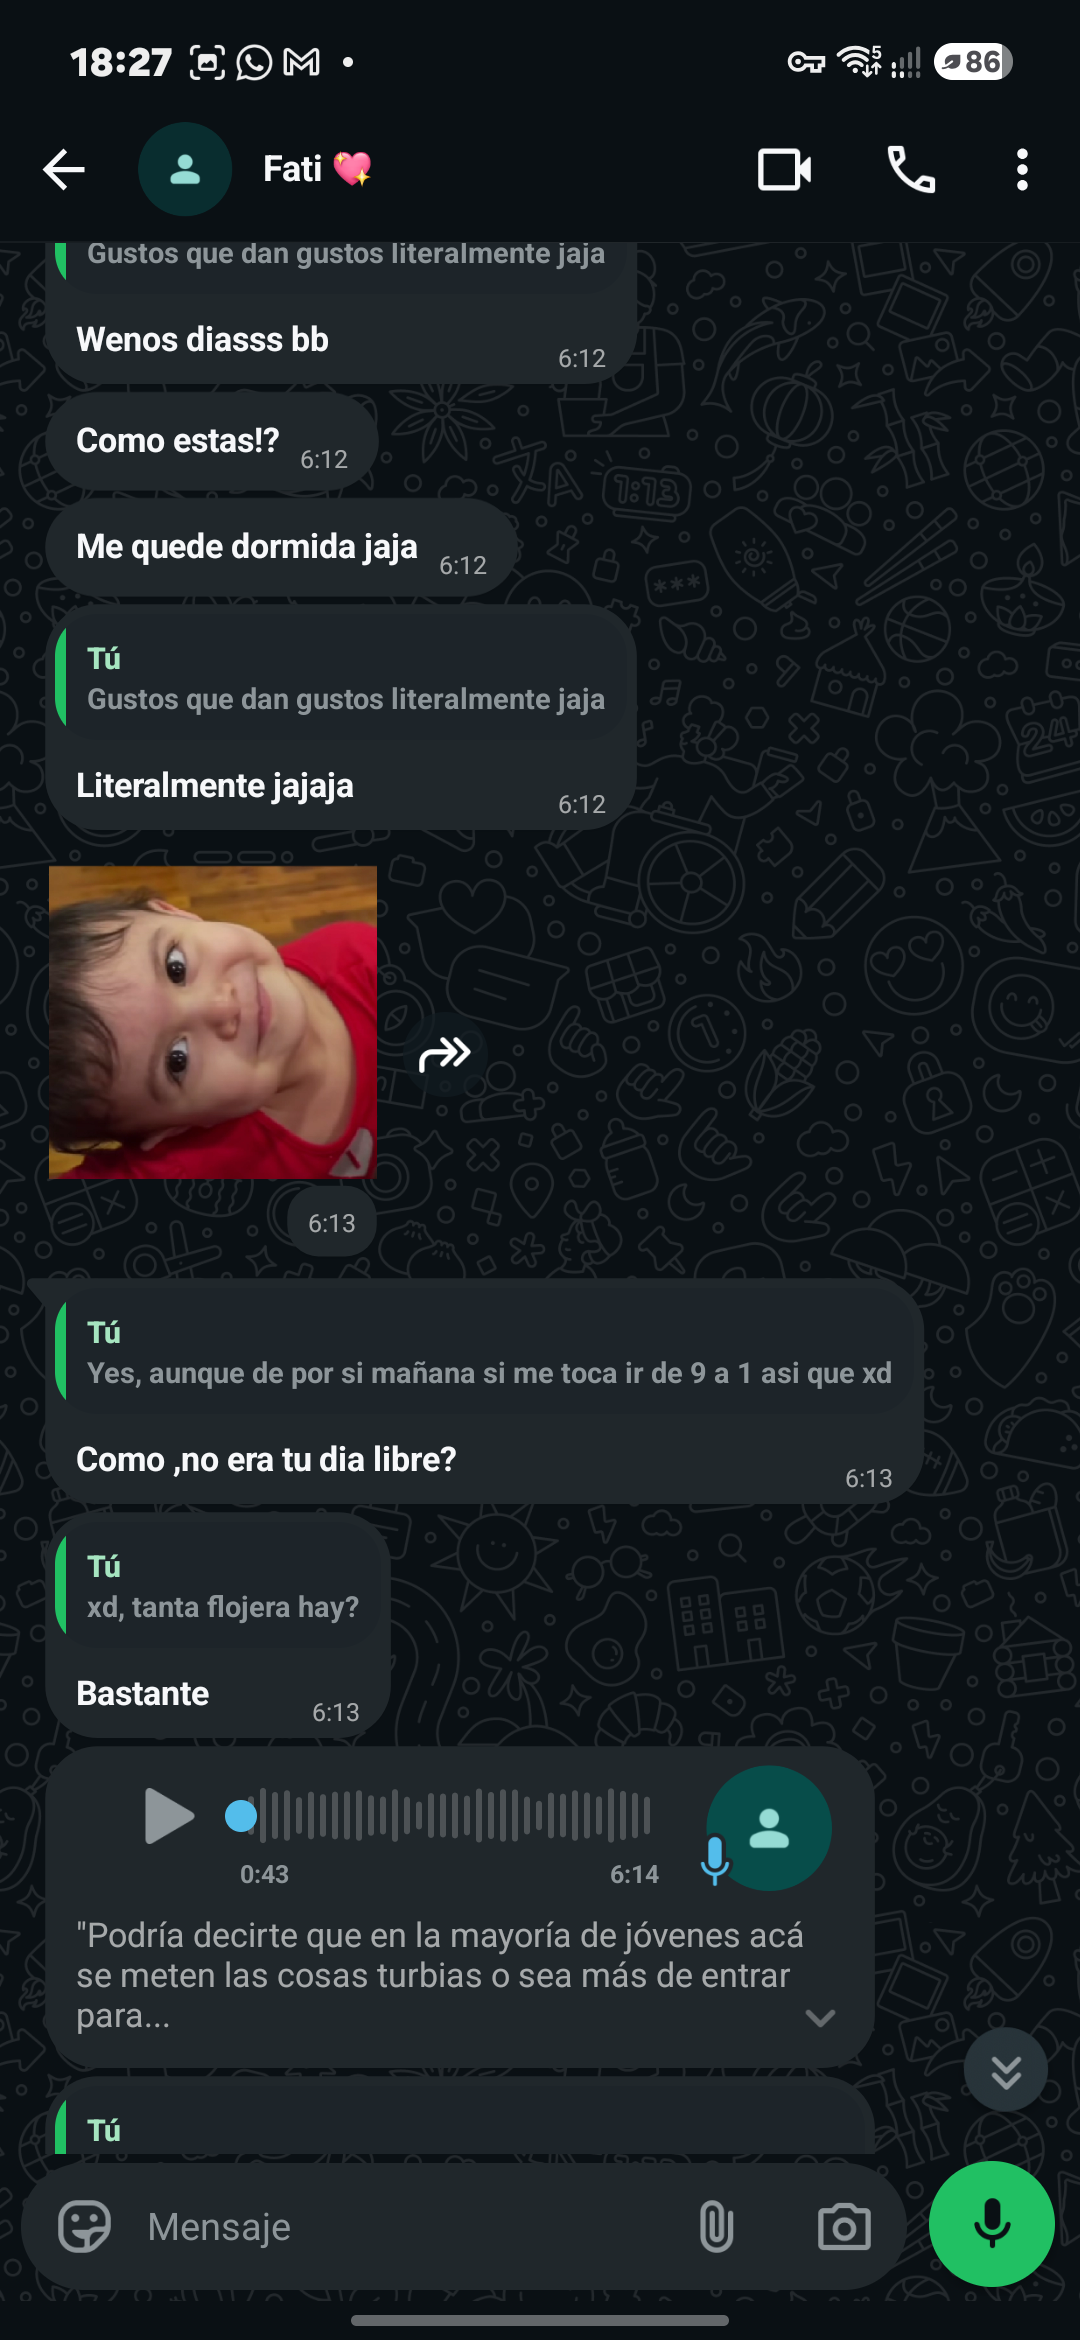 18:27
5
86
Fati 💖
Gustos que dan gustos literalmente jaja
Wenos diasss bb
6:12
Como estas!?
6:12
Me quede dormida jaja
6:12
Tú
Gustos que dan gustos literalmente jaja
Literalmente jajaja
6:12
6:13
Tú
Yes, aunque de por si mañana si me toca ir de 9 a 1 asi que xd
Como ,no era tu dia libre?
6:13
Tú
xd, tanta flojera hay?
Bastante
6:13
0:43
6:14
"Podría decirte que en la mayoría de jóvenes acá
se meten las cosas turbias o sea más de entrar
para...
Tú
Mensaje